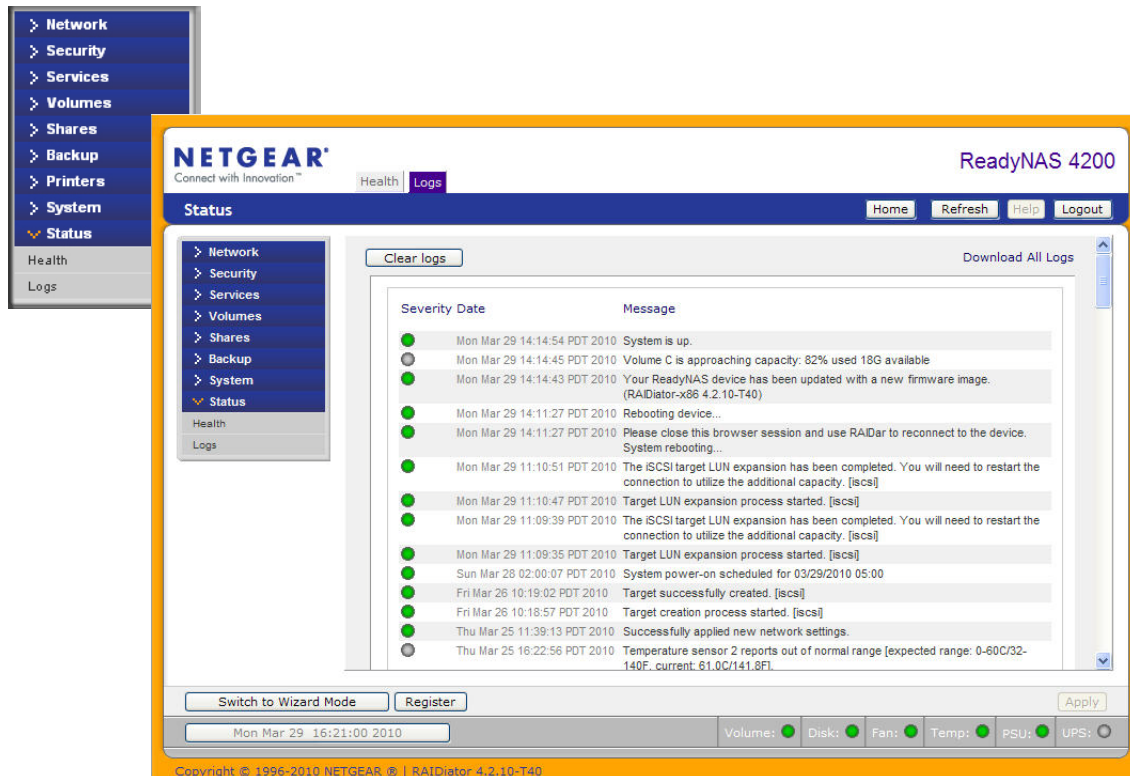 Network
Security
Services
Volumes
Shares
Backup
Printers
System
Status
Health
Logs
NETGEAR®
Connect with Innovation™
Health Logs
ReadyNAS 4200
Status
Home Refresh Help Logout
Network
Security
Services
Volumes
Shares
Backup
System
Status
Health
Logs
Clear logs
Download All Logs
Severity Date Message
Mon Mar 29 14:14:54 PDT 2010 System is up.
Mon Mar 29 14:14:45 PDT 2010 Volume C is approaching capacity: 82% used 18G available
Mon Mar 29 14:14:43 PDT 2010 Your ReadyNAS device has been updated with a new firmware image.
(RAIDiator-x86 4.2.10-T40)
Mon Mar 29 14:11:27 PDT 2010 Rebooting device...
Mon Mar 29 14:11:27 PDT 2010 Please close this browser session and use RAIDar to reconnect to the device.
System rebooting...
Mon Mar 29 11:10:51 PDT 2010 The iSCSI target LUN expansion has been completed. You will need to restart the
connection to utilize the additional capacity. [iscsi]
Mon Mar 29 11:10:47 PDT 2010 Target LUN expansion process started. [iscsi]
Mon Mar 29 11:09:39 PDT 2010 The iSCSI target LUN expansion has been completed. You will need to restart the
connection to utilize the additional capacity. [iscsi]
Mon Mar 29 11:09:35 PDT 2010 Target LUN expansion process started. [iscsi]
Sun Mar 28 02:00:07 PDT 2010 System power-on scheduled for 03/29/2010 05:00
Fri Mar 26 10:19:02 PDT 2010 Target successfully created. [iscsi]
Fri Mar 26 10:18:57 PDT 2010 Target creation process started. [iscsi]
Thu Mar 25 11:39:13 PDT 2010 Successfully applied new network settings.
Thu Mar 25 16:22:56 PDT 2010 Temperature sensor 2 reports out of normal range [expected range: 0-60C/32-
140F, current: 61.0C/141.8F].
Switch to Wizard Mode Register Apply
Mon Mar 29 16:21:00 2010
Volume: Disk: Fan: Temp: PSU: UPS:
Copyright © 1996-2010 NETGEAR ® | RAIDiator 4.2.10-T40